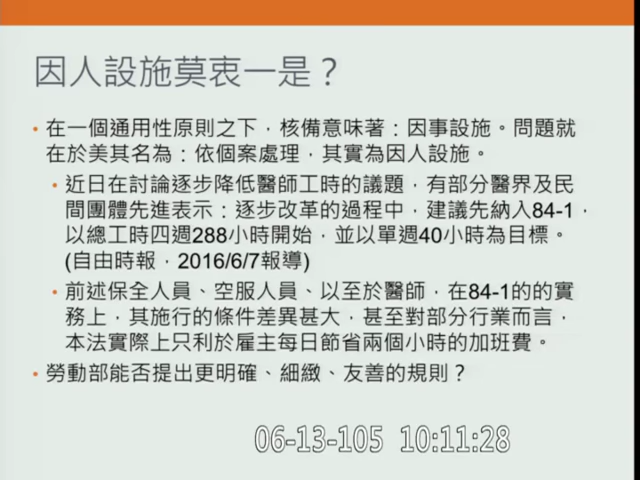 因人設施莫衷一是？
• 在一個通用性原則之下，核備意味著：因事設施。問題就
在於美其名為：依個案處理，其實為因人設施。
• 近日在討論逐步降低醫師工時的議題，有部分醫界及民
間團體先進表示：逐步改革的過程中，建議先納入84-1，
以總工時四週288小時開始，並以單週40小時為目標。
(自由時報，2016/6/7報導)
• 前述保全人員、空服人員、以至於醫師，在84-1的的實
務上，其施行的條件差異甚大，甚至對部分行業而言，
本法實際上只利於雇主每日節省兩個小時的加班費。
• 勞動部能否提出更明確、細緻、友善的規則？
06-13-105 10:11:28